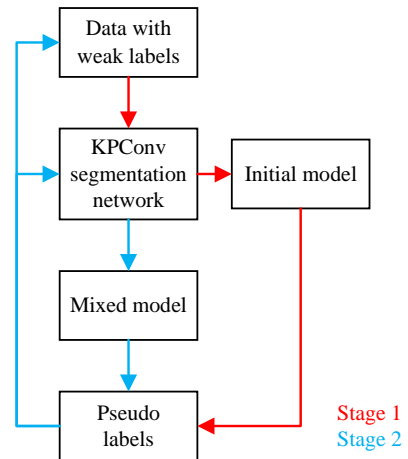 Data with
weak labels
KPConv
segmentation
network
Initial model
Mixed model
Pseudo
labels
Stage 1
Stage 2